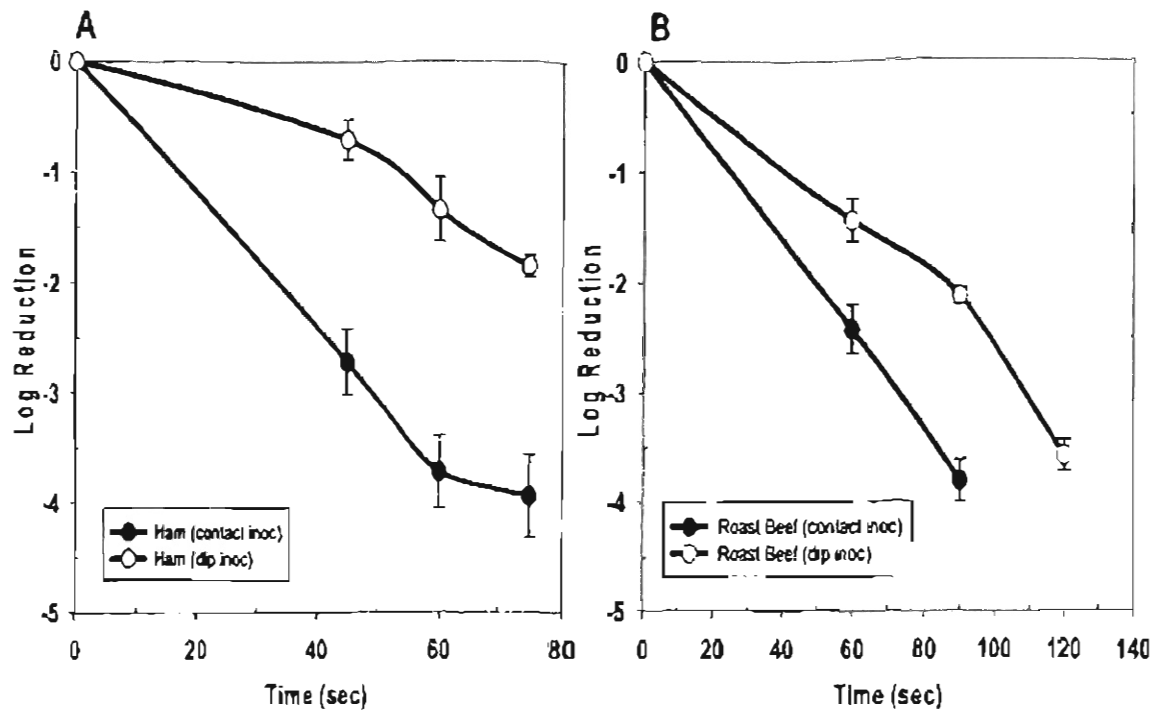 A
0
-1
-2
-3
-4
-5
Log Reduction
Ham (contact inoc)
Ham (dip inoc)
0 20 40 60 80
Time (sec)
B
0
-1
-2
-3
-4
-5
Log Reduction
Roast Beef (contact inoc)
Roast Beef (dip inoc)
0 20 40 60 80 100 120 140
Time (sec)